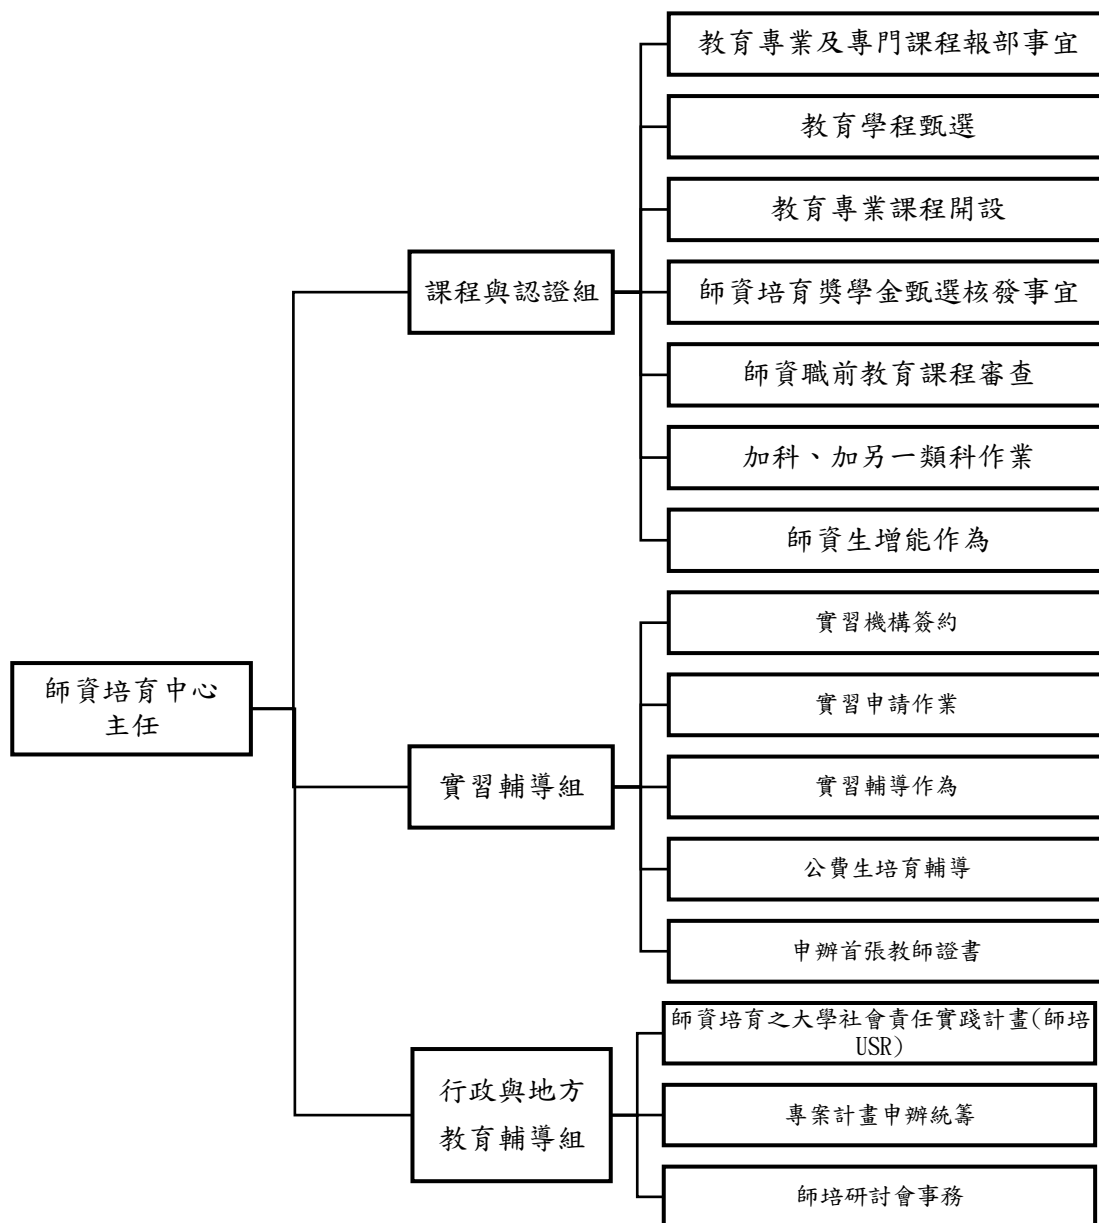 師資培育中心
主任
課程與認證組
教育專業及專門課程報部事宜
教育學程甄選
教育專業課程開設
師資培育獎學金甄選核發事宜
師資職前教育課程審查
加科、加另一類科作業
師資生增能作為
實習輔導組
實習機構簽約
實習申請作業
實習輔導作為
公費生培育輔導
申辦首張教師證書
行政與地方
教育輔導組
師資培育之大學社會責任實踐計畫(師培
USR)
專案計畫申辦統籌
師培研討會事務